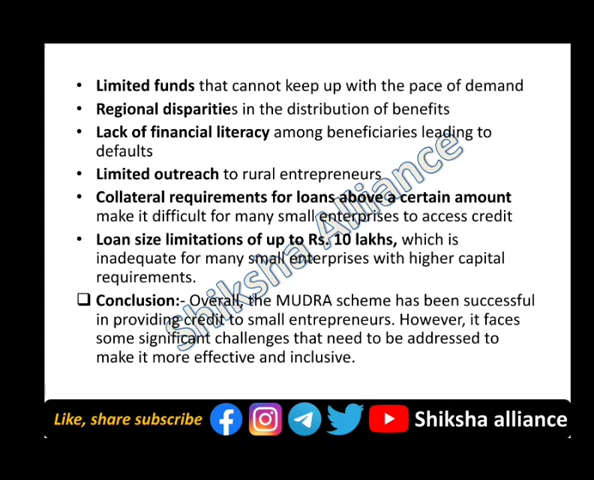 • Limited funds that cannot keep up with the pace of demand
• Regional disparities in the distribution of benefits
• Lack of financial literacy among beneficiaries leading to
defaults
• Limited outreach to rural entrepreneurs
• Collateral requirements for loans above a certain amount
make it difficult for many small enterprises to access credit
• Loan size limitations of up to Rs. 10 lakhs, which is
inadequate for many small enterprises with higher capital
requirements.
❑ Conclusion:- Overall, the MUDRA scheme has been successful
in providing credit to small entrepreneurs. However, it faces
some significant challenges that need to be addressed to
make it more effective and inclusive.
Shiksha Alliance
Like, share subscribe Shiksha alliance